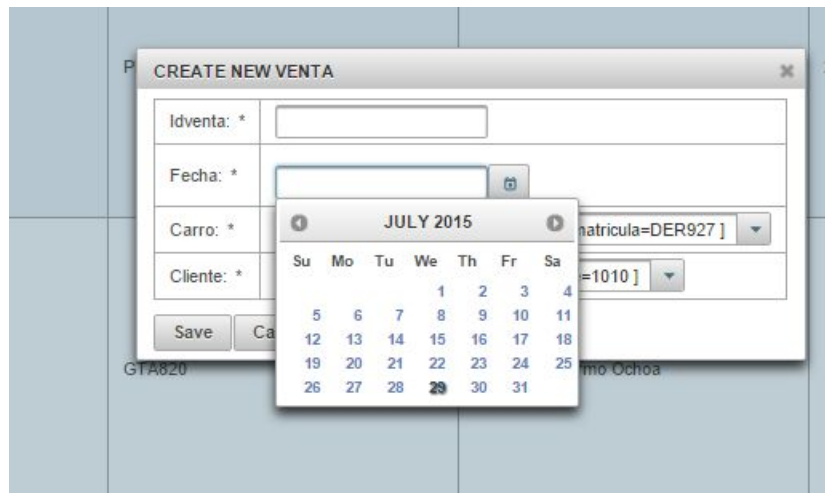 P
CREATE NEW VENTA
Idventa: *
Fecha: *
JULY 2015
Carro: *
matricula=DER927 ]
Su Mo Tu We Th Fr Sa
Cliente: *
=1010 ]
1 2 3 4
5 6 7 8 9 10 11
Save Ca
12 13 14 15 16 17 18
19 20 21 22 23 24 25
GTA820
mo Ochoa
26 27 28 29 30 31